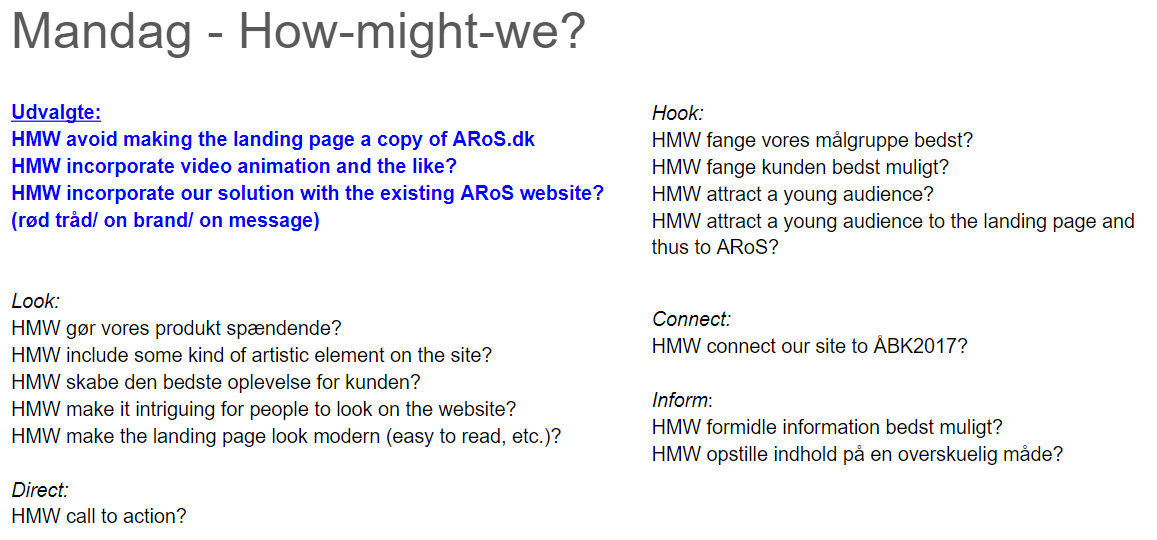 Mandag - How-might-we?
Udvalgte:
HMW avoid making the landing page a copy of ARoS.dk
HMW incorporate video animation and the like?
HMW incorporate our solution with the existing ARoS website?
(rød tråd/ on brand/ on message)
Look:
HMW gør vores produkt spændende?
HMW include some kind of artistic element on the site?
HMW skabe den bedste oplevelse for kunden?
HMW make it intriguing for people to look on the website?
HMW make the landing page look modern (easy to read, etc.)?
Direct:
HMW call to action?
Hook:
HMW fange vores målgruppe bedst?
HMW fange kunden bedst muligt?
HMW attract a young audience?
HMW attract a young audience to the landing page and
thus to ARoS?
Connect:
HMW connect our site to ÅBK2017?
Inform:
HMW formidle information bedst muligt?
HMW opstille indhold på en overskuelig måde?